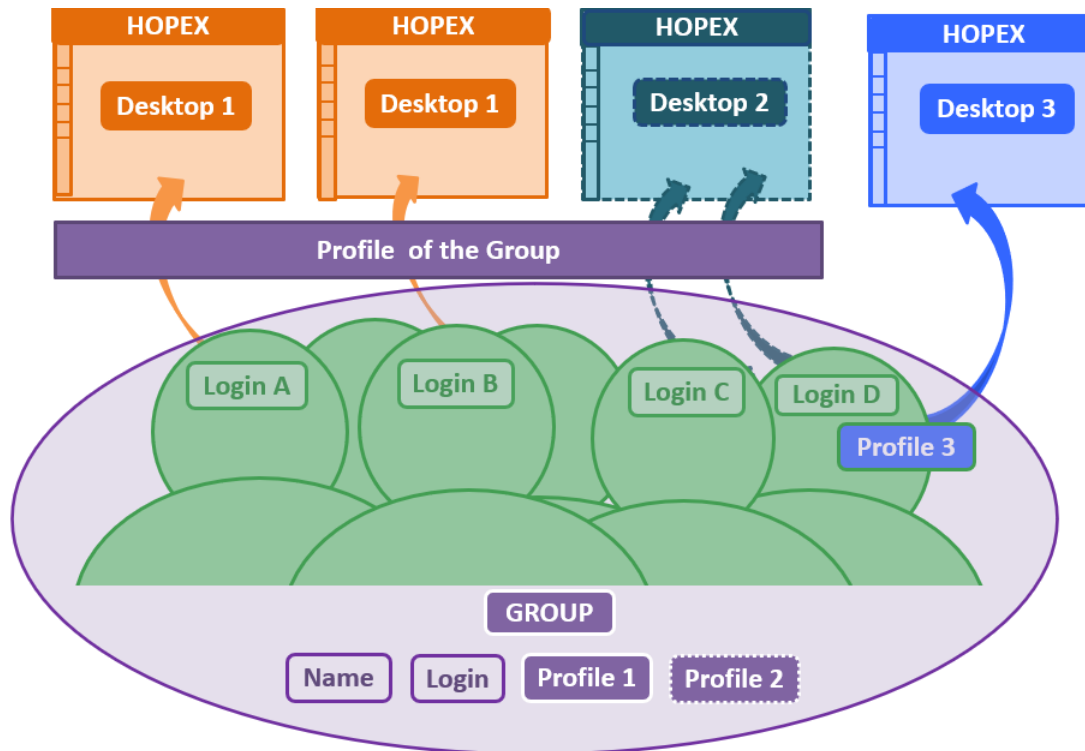 HOPEX
HOPEX
HOPEX
HOPEX
Desktop 1
Desktop 1
Desktop 2
Desktop 3
Profile of the Group
Login A
Login B
Login C
Login D
Profile 3
GROUP
Name
Login
Profile 1
Profile 2